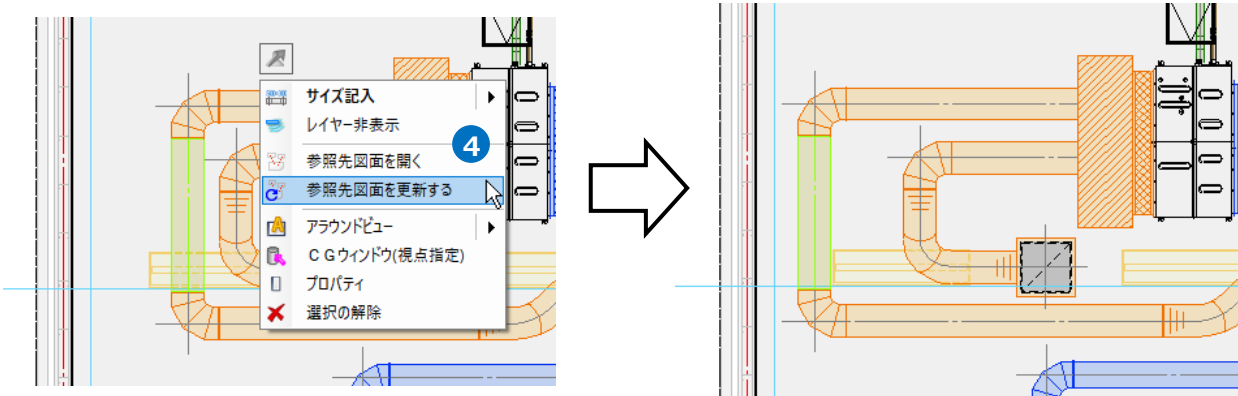 サイズ記入
レイヤー非表示
4
参照先図面を開く
参照先図面を更新する
アラウンドビュー
ＣＧウィンドウ(視点指定)
プロパティ
選択の解除